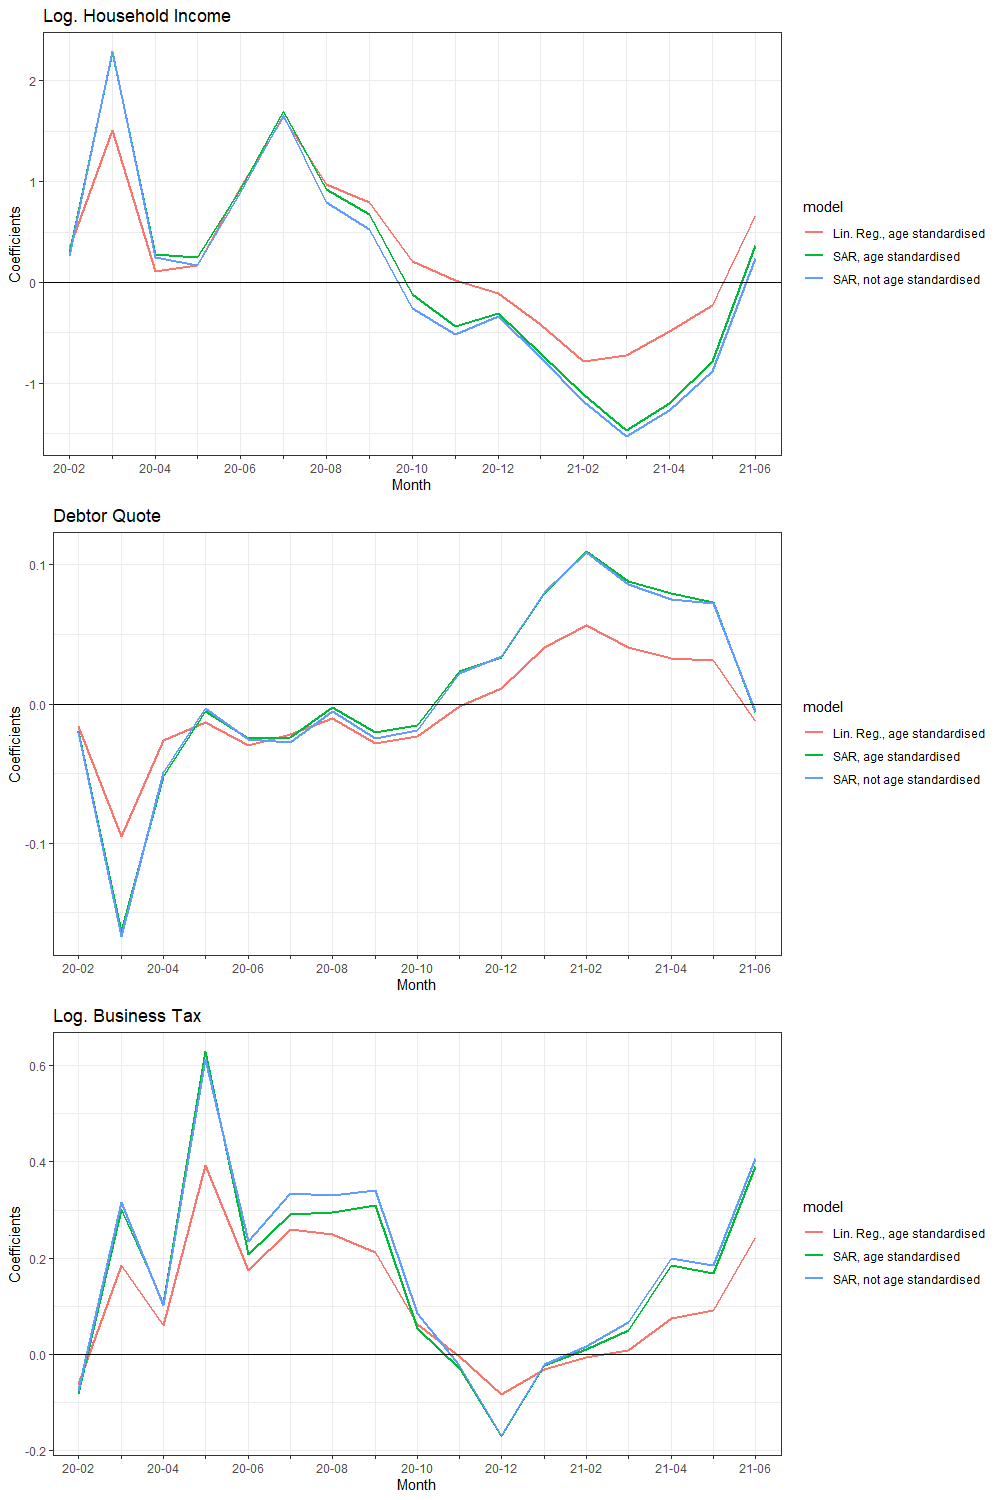 Log. Household Income
2
1
0
-1
Coefficients
20-02 20-04 20-06 20-08 20-10 20-12 21-02 21-04 21-06
Month
model
Lin. Reg., age standardised
SAR, age standardised
SAR, not age standardised
Debtor Quote
0.1
0.0
-0.1
Coefficients
20-02 20-04 20-06 20-08 20-10 20-12 21-02 21-04 21-06
Month
model
Lin. Reg., age standardised
SAR, age standardised
SAR, not age standardised
Log. Business Tax
0.6
0.4
0.2
0.0
-0.2
Coefficients
20-02 20-04 20-06 20-08 20-10 20-12 21-02 21-04 21-06
Month
model
Lin. Reg., age standardised
SAR, age standardised
SAR, not age standardised